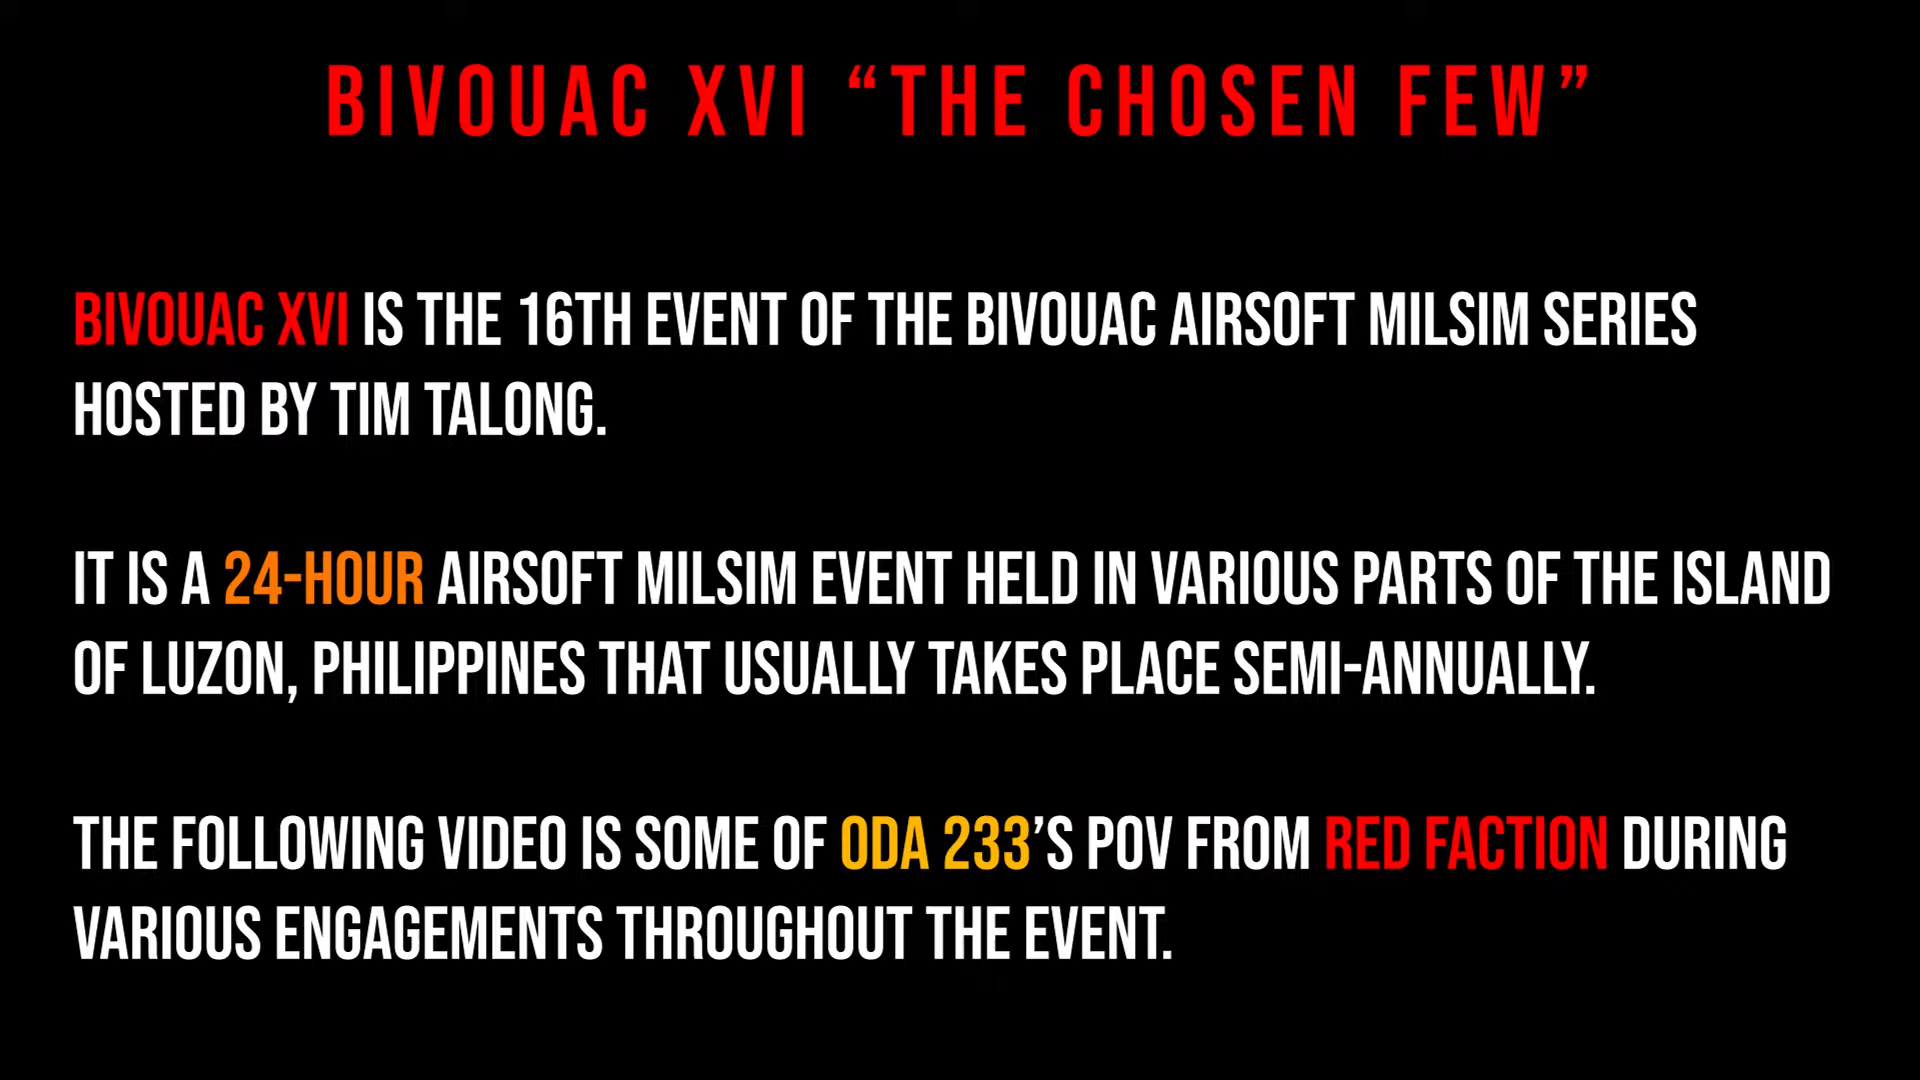 BIVOUAC XVI “THE CHOSEN FEW”
BIVOUAC XVI IS THE 16TH EVENT OF THE BIVOUAC AIRSOFT MILSIM SERIES
HOSTED BY TIM TALONG.
IT IS A 24-HOUR AIRSOFT MILSIM EVENT HELD IN VARIOUS PARTS OF THE ISLAND
OF LUZON, PHILIPPINES THAT USUALLY TAKES PLACE SEMI-ANNUALLY.
THE FOLLOWING VIDEO IS SOME OF ODA 233’S POV FROM RED FACTION DURING
VARIOUS ENGAGEMENTS THROUGHOUT THE EVENT.